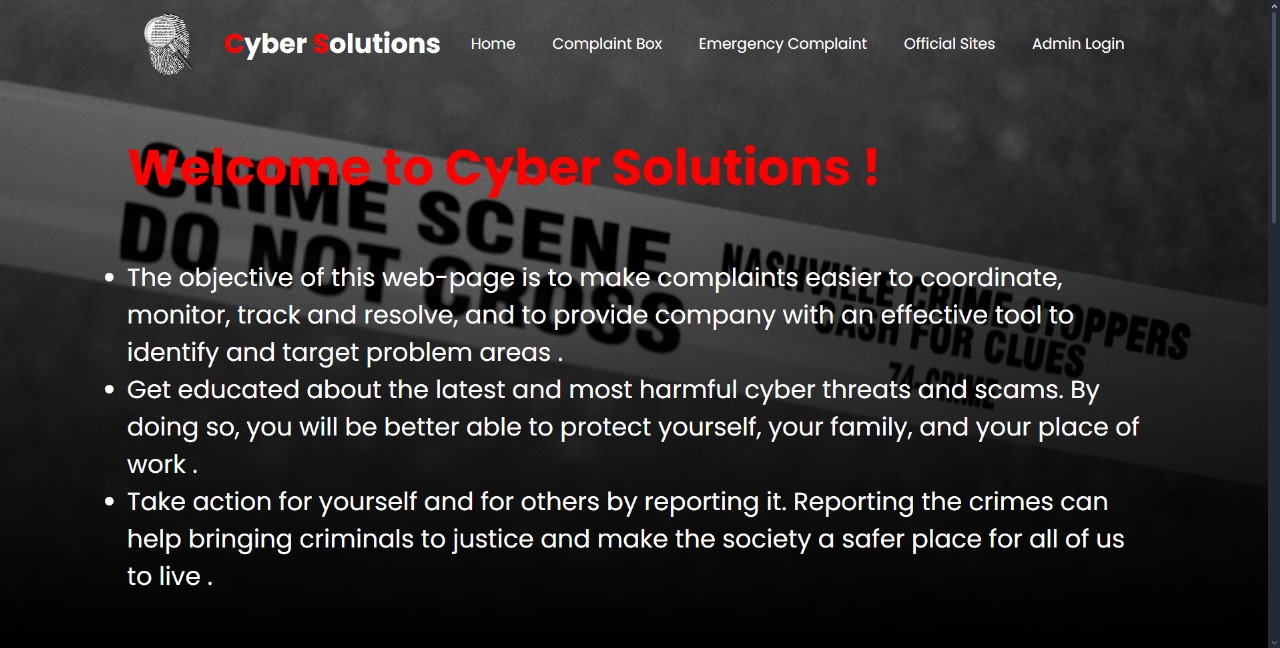 Cyber Solutions Home Complaint Box Emergency Complaint Official Sites Admin Login
Welcome to Cyber Solutions !
CRIME SCENE
DO NOT CROSS
NASHVILLE CRIME STOPPERS
CASH FOR CLUES
74-CRIME
The objective of this web-page is to make complaints easier to coordinate,
monitor, track and resolve, and to provide company with an effective tool to
identify and target problem areas .
Get educated about the latest and most harmful cyber threats and scams. By
doing so, you will be better able to protect yourself, your family, and your place of
work .
Take action for yourself and for others by reporting it. Reporting the crimes can
help bringing criminals to justice and make the society a safer place for all of us
to live .